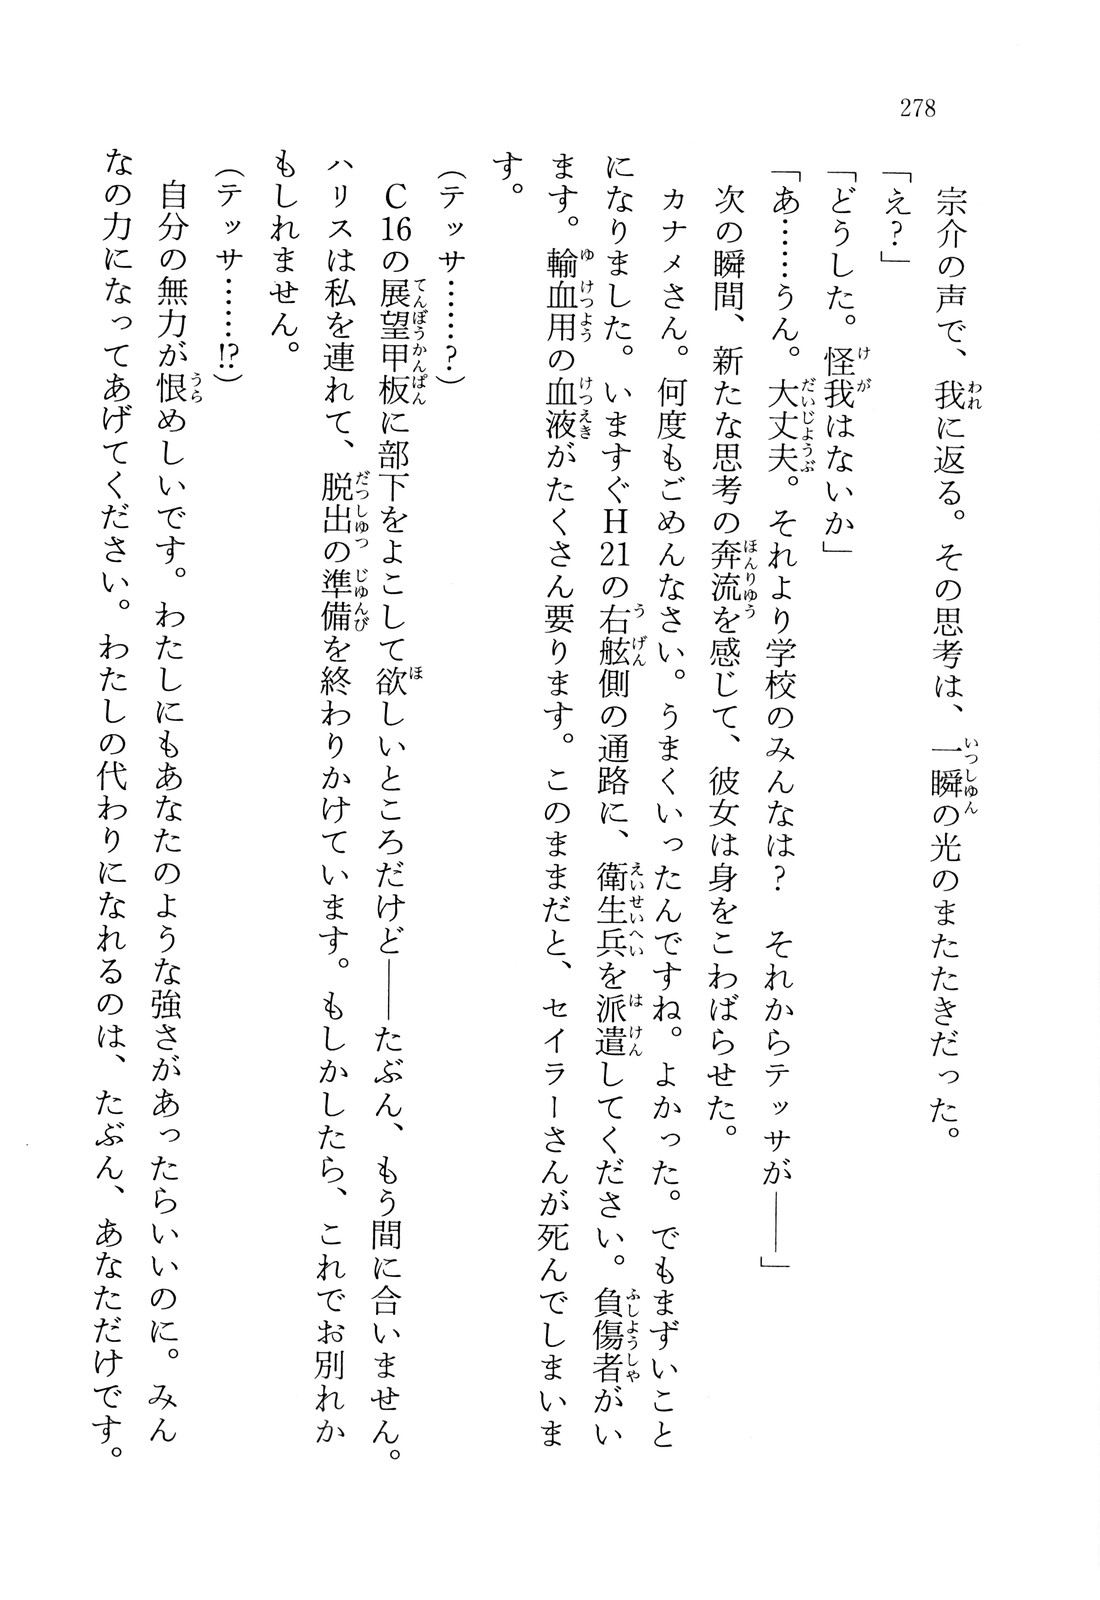 278
宗介の声で、我に返る。その思考は、一瞬の光のまたたきだった。
「え?」
「どうした。怪我はないか」
「あ……うん。大丈夫。それより学校のみんなは? それからテッサが――」
次の瞬間、新たな思考の奔流を感じて、彼女は身をこわばらせた。
カナメさん。何度もごめんなさい。うまくいったんですね。よかった。でもまずいこと
になりました。いますぐH21の右舷側の通路に、衛生兵を派遣してください。負傷者がい
ます。輸血用の血液がたくさん要ります。このままだと、セイラーさんが死んでしまいま
す。
(テッサ……?)
C16の展望甲板に部下をよこして欲しいところだけど――たぶん、もう間に合いません。
ハリスは私を連れて、脱出の準備を終わりかけています。もしかしたら、これでお別れか
もしれません。
(テッサ……!?)
自分の無力が恨めしいです。わたしにもあなたのような強さがあったらいいのに。みん
なの力になってあげてください。わたしの代わりになれるのは、たぶん、あなただけです。